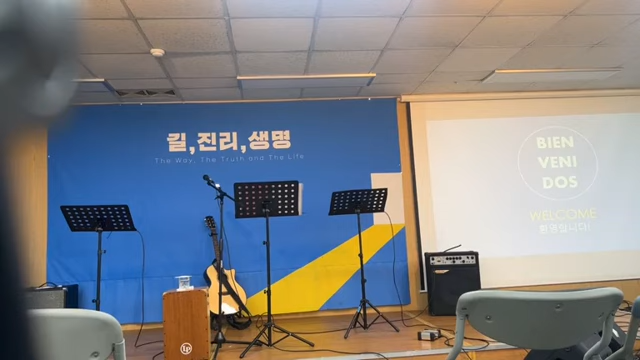 길,진리,생명
The Way, The Truth and The Life
BIEN
VENI
DOS
WELCOME
환영합니다!
LP